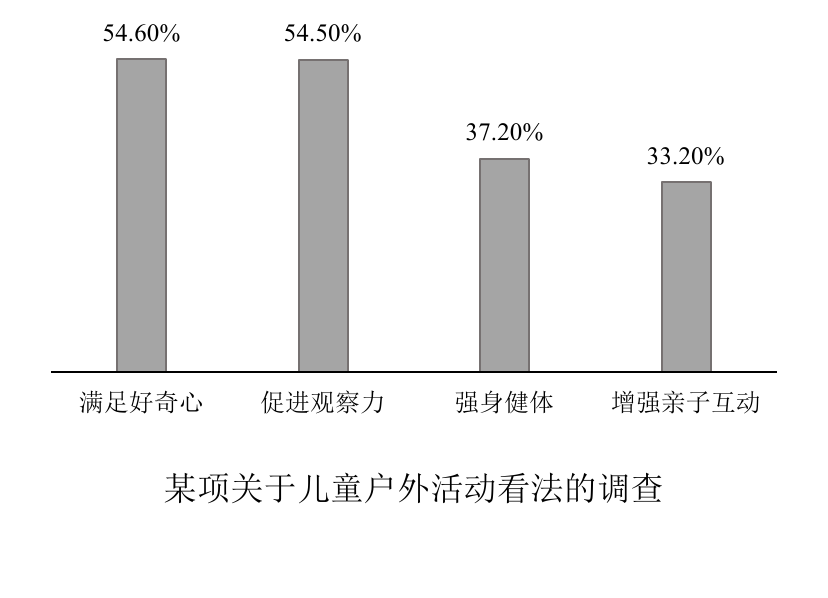 54.60% 54.50%
37.20%
33.20%
满足好奇心 促进观察力 强身健体 增强亲子互动
某项关于儿童户外活动看法的调查